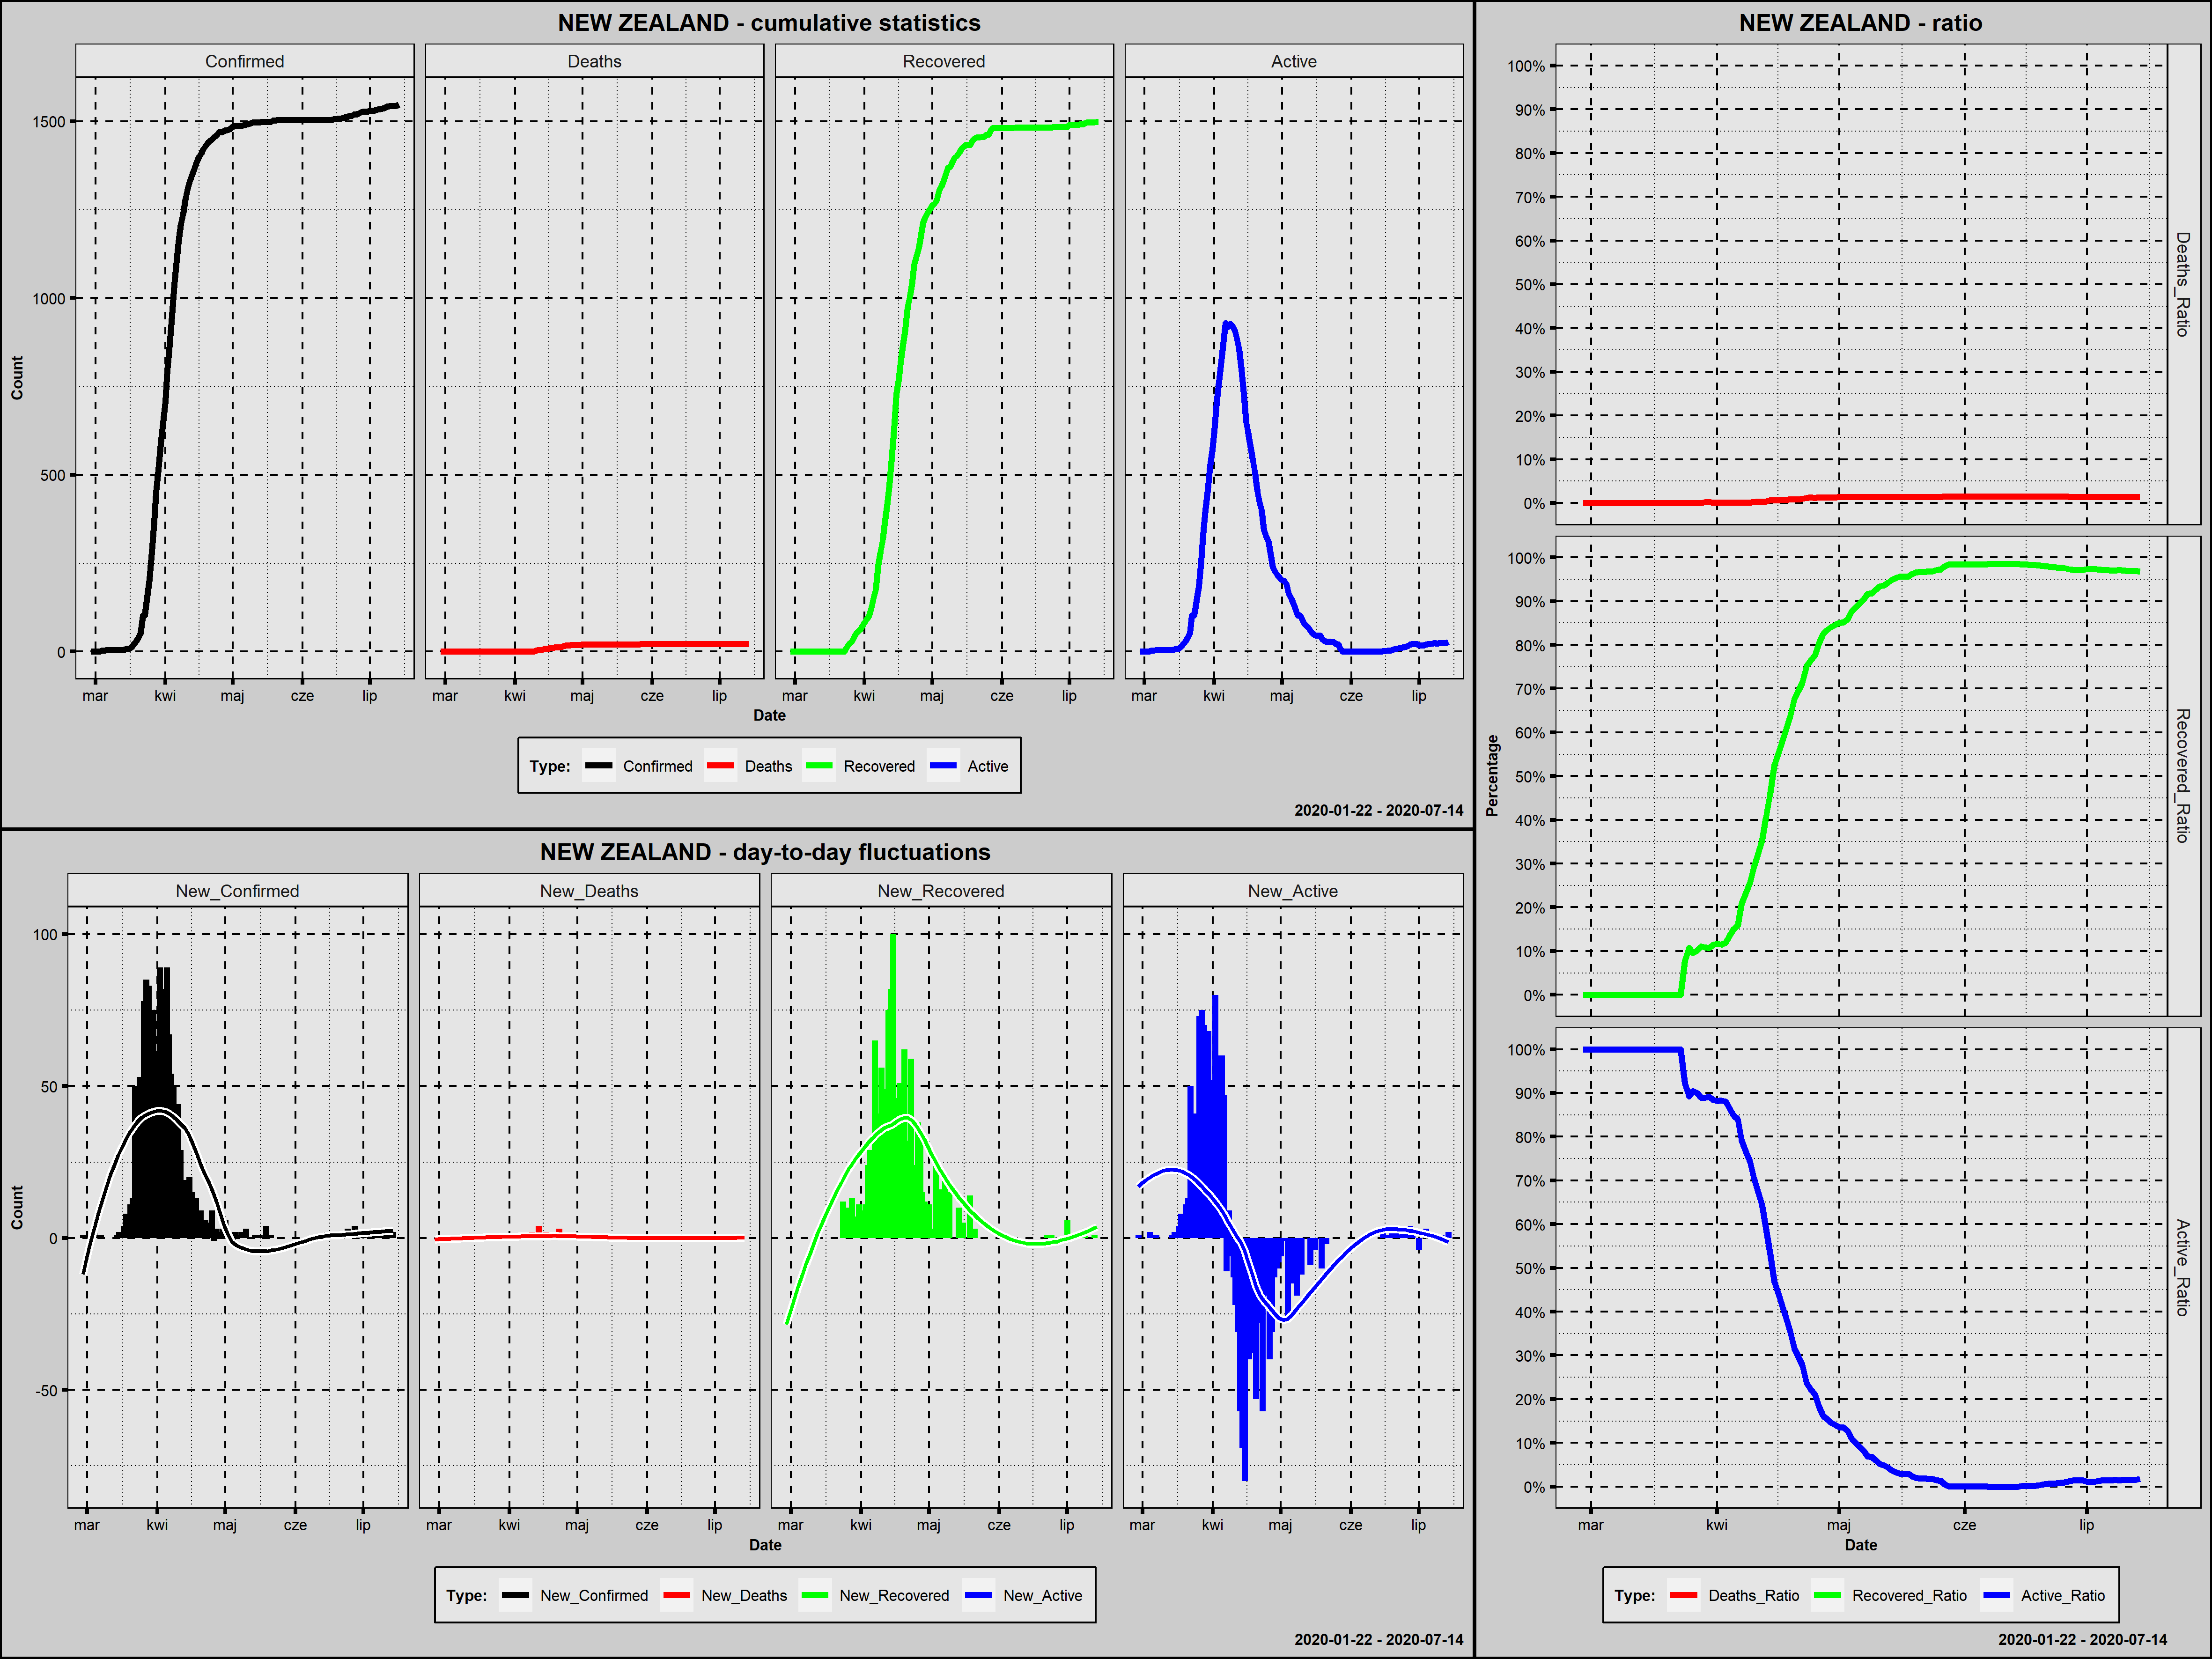 NEW ZEALAND - cumulative statistics
Confirmed Deaths Recovered Active
Count
1500
1000
500
0
mar kwi maj cze lip mar kwi maj cze lip mar kwi maj cze lip mar kwi maj cze lip
Date
Type: Confirmed Deaths Recovered Active
2020-01-22 - 2020-07-14
NEW ZEALAND - day-to-day fluctuations
New_Confirmed New_Deaths New_Recovered New_Active
Count
100
50
0
-50
mar kwi maj cze lip mar kwi maj cze lip mar kwi maj cze lip mar kwi maj cze lip
Date
Type: New_Confirmed New_Deaths New_Recovered New_Active
2020-01-22 - 2020-07-14
NEW ZEALAND - ratio
Percentage
100%
90%
80%
70%
60%
50%
40%
30%
20%
10%
0%
Deaths_Ratio
100%
90%
80%
70%
60%
50%
40%
30%
20%
10%
0%
Recovered_Ratio
100%
90%
80%
70%
60%
50%
40%
30%
20%
10%
0%
Active_Ratio
mar kwi maj cze lip
Date
Type: Deaths_Ratio Recovered_Ratio Active_Ratio
2020-01-22 - 2020-07-14